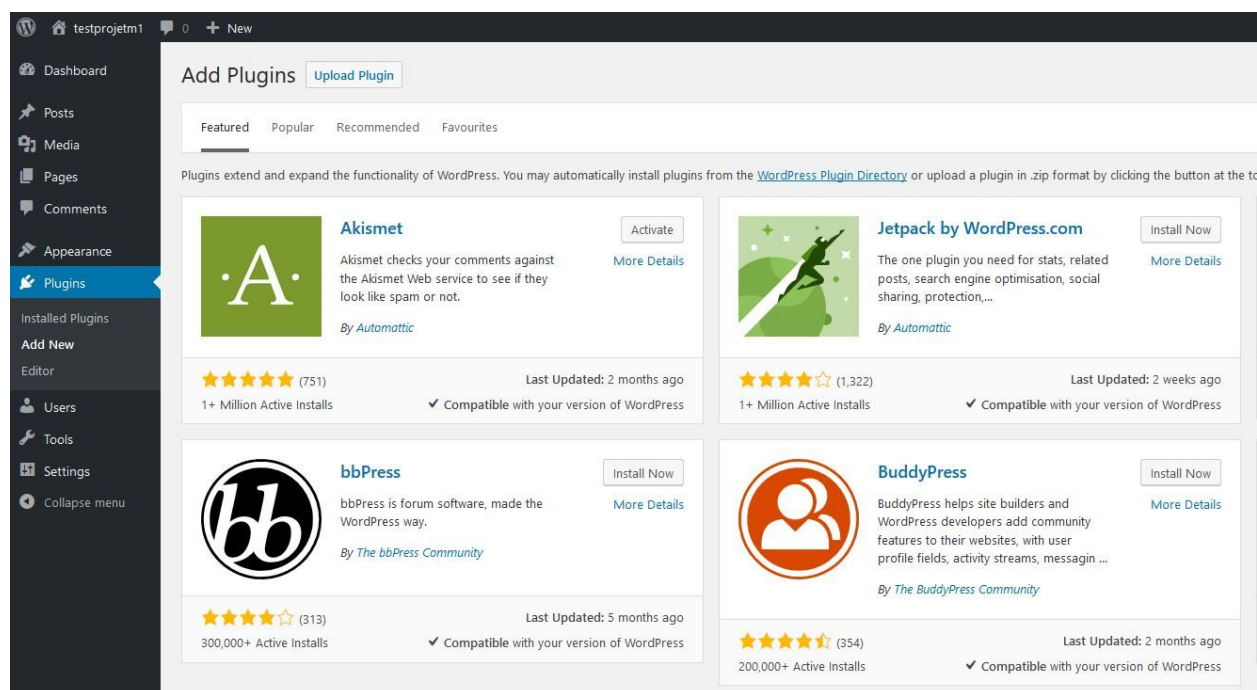 testprojetm1 0 + New
Dashboard
Posts
Media
Pages
Comments
Appearance
Plugins
Installed Plugins
Add New
Editor
Users
Tools
Settings
Collapse menu
Add Plugins Upload Plugin
Featured Popular Recommended Favourites
Plugins extend and expand the functionality of WordPress. You may automatically install plugins from the WordPress Plugin Directory or upload a plugin in .zip format by clicking the button at the
·A·
Akismet
Activate
Akismet checks your comments against
the Akismet Web service to see if they
look like spam or not.
More Details
By Automattic
(751)
Last Updated: 2 months ago
1+ Million Active Installs
✔ Compatible with your version of WordPress
Jetpack by WordPress.com
Install Now
The one plugin you need for stats, related
posts, search engine optimisation, social
sharing, protection,...
More Details
By Automattic
(1,322)
Last Updated: 2 weeks ago
1+ Million Active Installs
✔ Compatible with your version of WordPress
bb
bbPress
Install Now
bbPress is forum software, made the
WordPress way.
More Details
By The bbPress Community
(313)
Last Updated: 5 months ago
300,000+ Active Installs
✔ Compatible with your version of WordPress
BuddyPress
Install Now
BuddyPress helps site builders and
WordPress developers add community
features to their websites, with user
profile fields, activity streams, messagin ...
More Details
By The BuddyPress Community
(354)
Last Updated: 2 months ago
200,000+ Active Installs
✔ Compatible with your version of WordPress